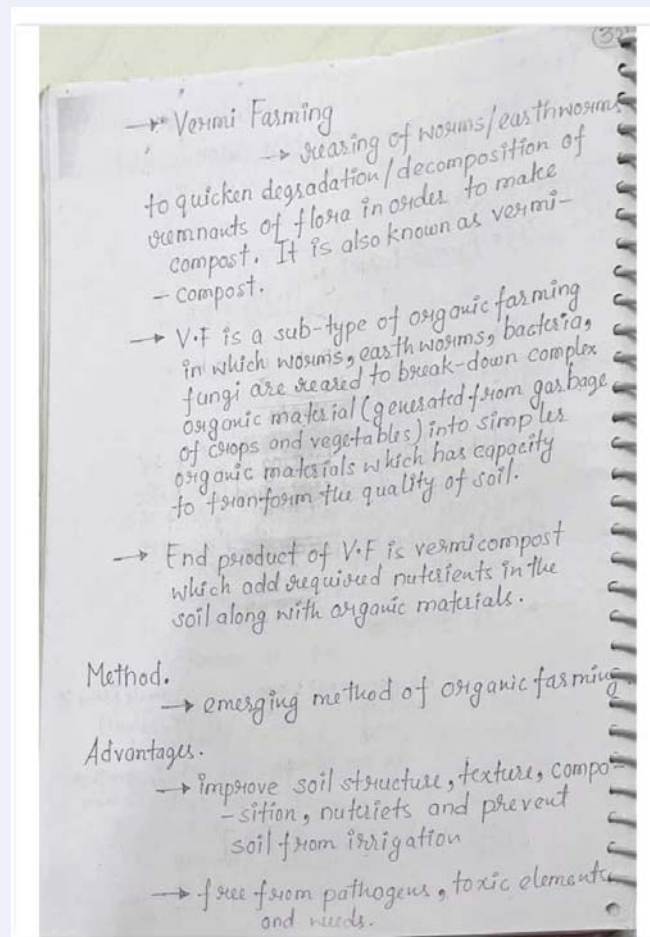 → Vermi Farming
→ rearing of worms/earthworms
to quicken degradation/decomposition of
remnants of flora in order to make
compost. It is also known as vermi-
- compost.
→ V.F is a sub-type of organic farming
in which worms, earthworms, bacteria,
fungi are reared to break-down complex
organic material (generated from garbage
of crops and vegetables) into simpler
organic materials which has capacity
to tranform the quality of soil.
→ End product of V.F is vermicompost
which add required nutrients in the
soil along with organic materials.
Method.
→ emerging method of organic farming.
Advantages.
→ improve soil structure, texture, compo-
-sition, nutriets and prevent
soil from irrigation
→ free from pathogens, toxic elements
and